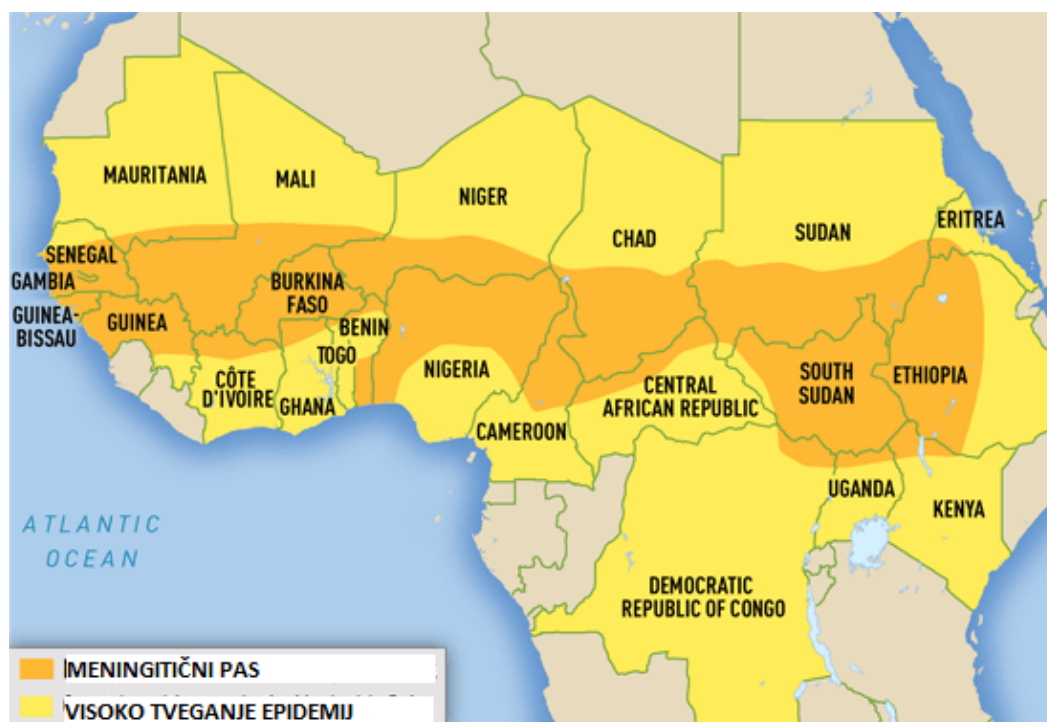 MAURITANIA
MALI
NIGER
CHAD
SUDAN
ERITREA
SENEGAL
GAMBIA
GUINEA-
BISSAU
GUINEA
BURKINA
FASO
BENIN
TOGO
CÔTE
D'IVOIRE
GHANA
NIGERIA
CAMEROON
CENTRAL
AFRICAN REPUBLIC
SOUTH
SUDAN
ETHIOPIA
UGANDA
KENYA
DEMOCRATIC
REPUBLIC OF CONGO
ATLANTIC
OCEAN
MENINGITIČNI PAS
VISOKO TVEGANJE EPIDEMIJ